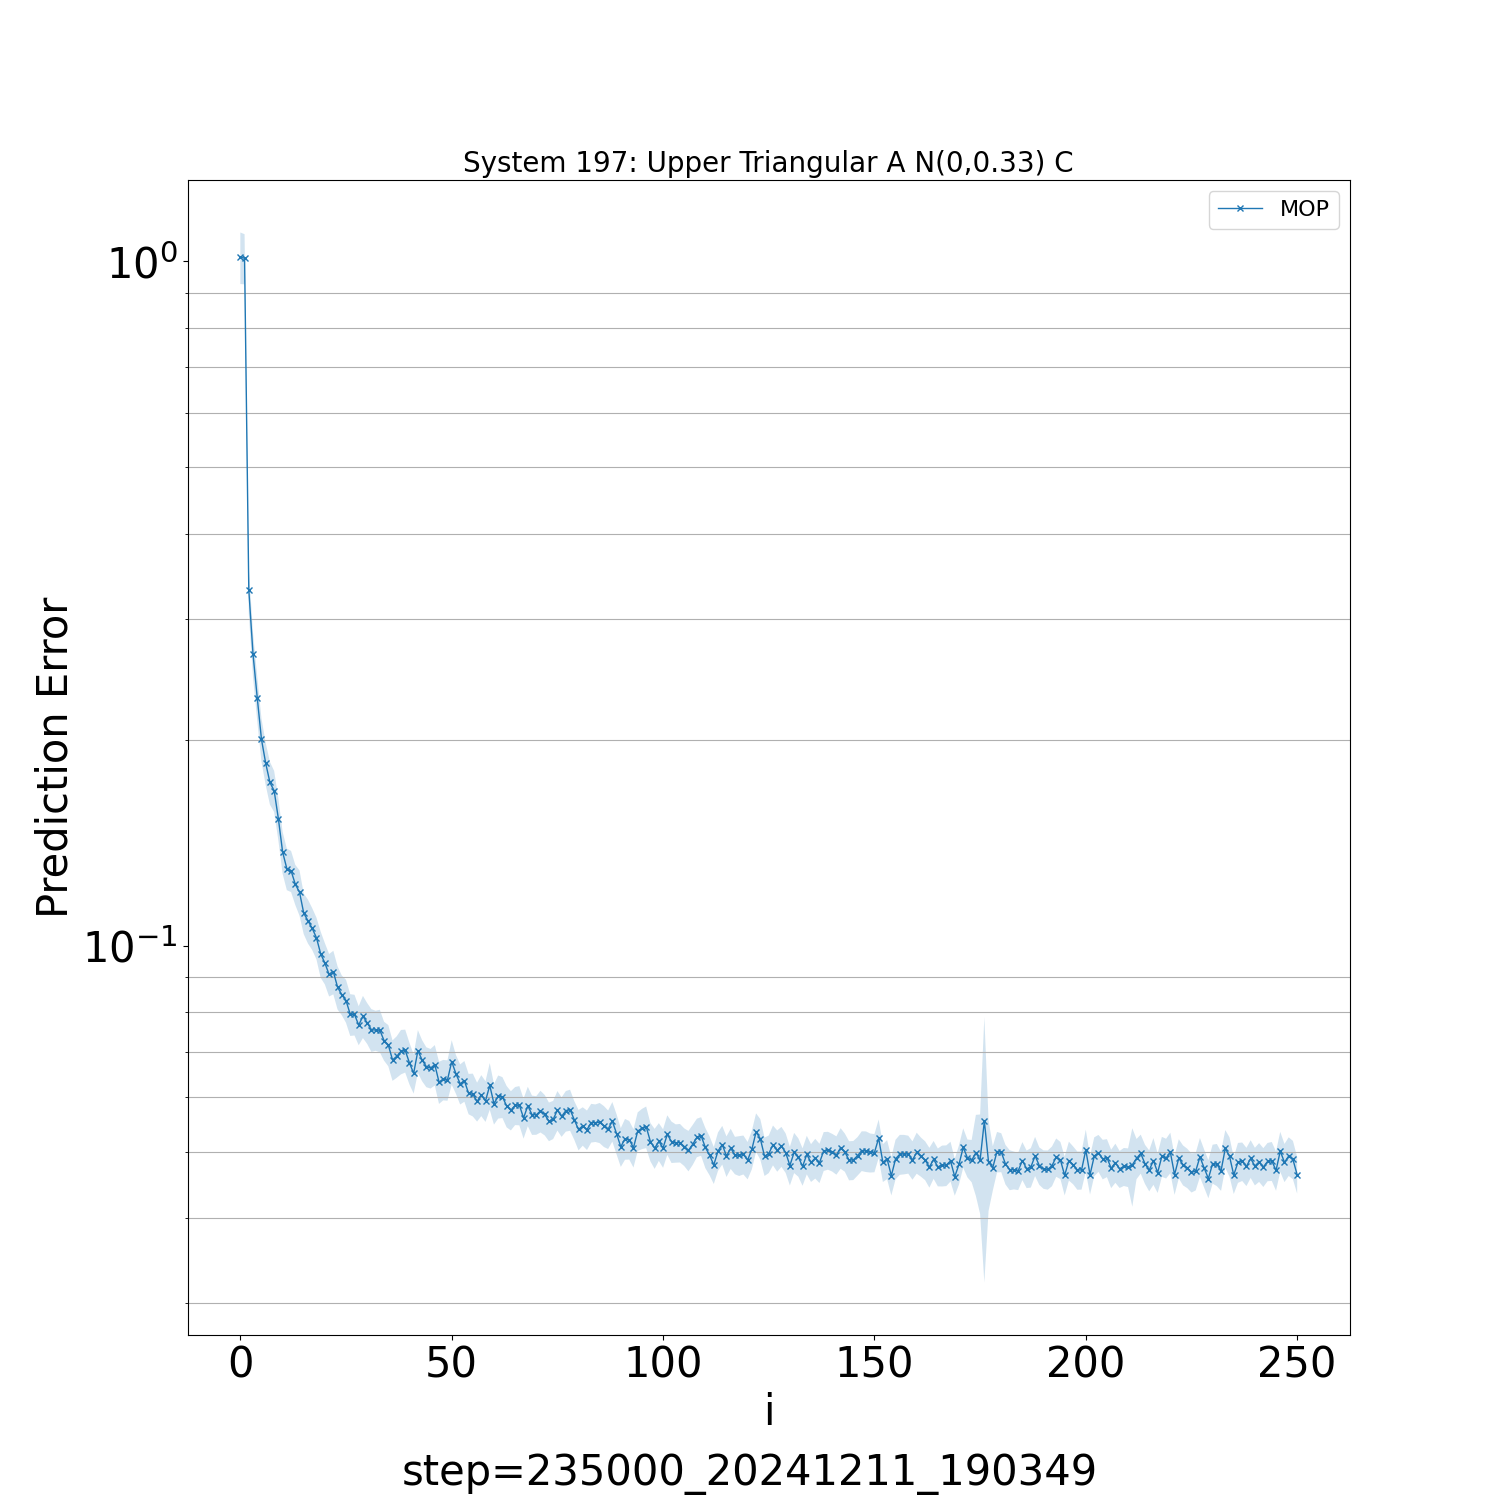 System 197: Upper Triangular A N(0,0.33) C
MOP
10⁰
10⁻¹
Prediction Error
0 50 100 150 200 250
i
step=235000_20241211_190349